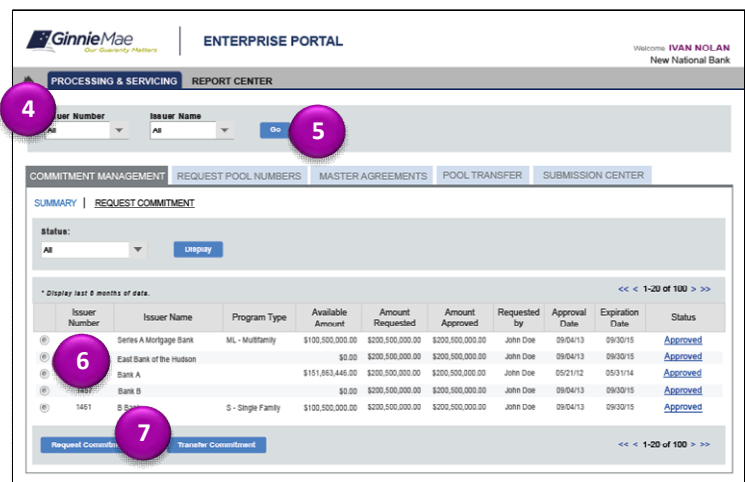 GinnieMae
Our Guaranty Matters
ENTERPRISE PORTAL
Welcome IVAN NOLAN
New National Bank
PROCESSING & SERVICING REPORT CENTER
4
Number Issuer Name
All All Go 5
COMMITMENT MANAGEMENT REQUEST POOL NUMBERS MASTER AGREEMENTS POOL TRANSFER SUBMISSION CENTER
SUMMARY | REQUEST COMMITMENT
Status:
All Display
* Display last 6 months of data. << < 1-20 of 100 > >>
Issuer Number Issuer Name Program Type Available Amount Amount Requested Amount Approved Requested by Approval Date Expiration Date Status
Series A Mortgage Bank ML - Multifamily $100,500,000.00 $200,500,000.00 $200,500,000.00 John Doe 09/04/13 09/30/15 Approved
6 East Bank of the Hudson $0.00 $200,500,000.00 $200,500,000.00 John Doe 09/04/13 09/30/15 Approved
Bank A $151,863,446.00 $200,500,000.00 $200,500,000.00 John Doe 05/21/12 05/31/14 Approved
Bank B $0.00 $200,500,000.00 $200,500,000.00 John Doe 09/04/13 09/30/15 Approved
1461 B S - Single Family $100,500,000.00 $200,500,000.00 $200,500,000.00 John Doe 09/04/13 09/30/15 Approved
7
Request Transfer Commitment << < 1-20 of 100 > >>